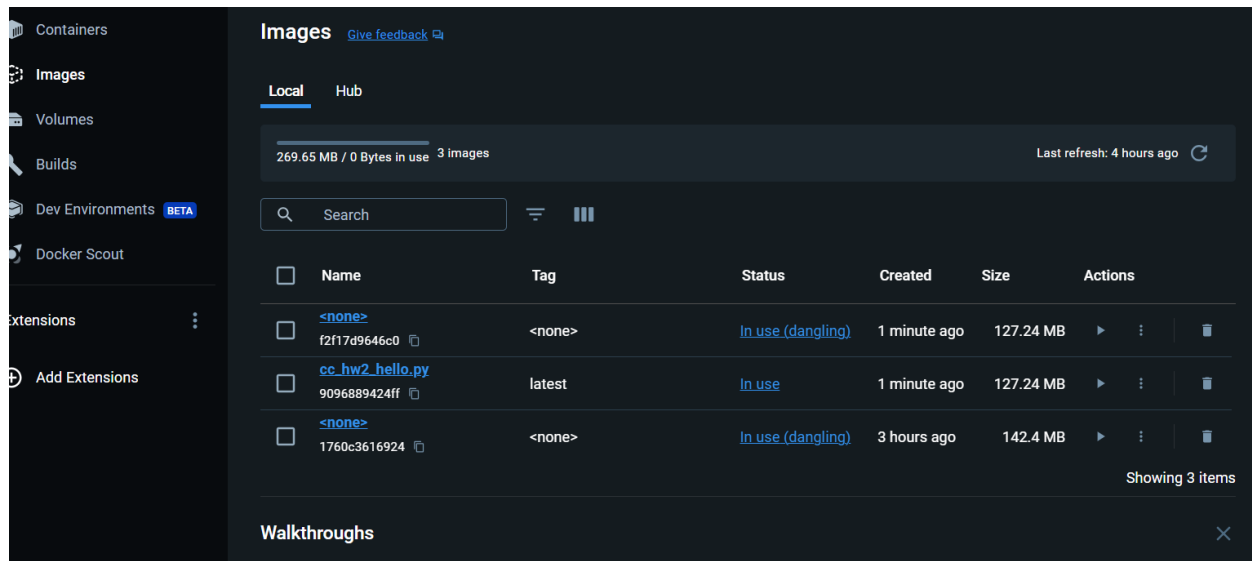 Containers
Images
Volumes
Builds
Dev Environments BETA
Docker Scout
Extensions
Add Extensions
Images Give feedback
Local Hub
269.65 MB / 0 Bytes in use 3 images Last refresh: 4 hours ago
Search
Name Tag Status Created Size Actions
<none>
f2f17d9646c0 <none> In use (dangling) 1 minute ago 127.24 MB
cc_hw2_hello.py
9096889424ff latest In use 1 minute ago 127.24 MB
<none>
1760c3616924 <none> In use (dangling) 3 hours ago 142.4 MB
Showing 3 items
Walkthroughs